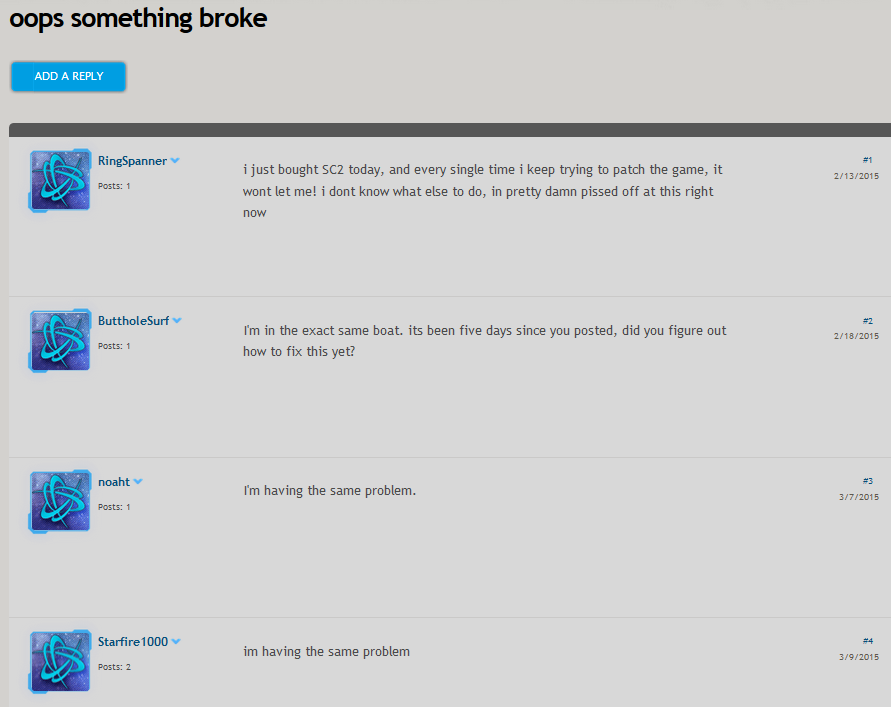 oops something broke
ADD A REPLY
RingSpanner
Posts: 1
i just bought SC2 today, and every single time i keep trying to patch the game, it
wont let me! i dont know what else to do, in pretty damn pissed off at this right
now
#1
2/13/2015
ButtholeSurf
Posts: 1
I'm in the exact same boat. its been five days since you posted, did you figure out
how to fix this yet?
#2
2/18/2015
noaht
Posts: 1
I'm having the same problem.
#3
3/7/2015
Starfire1000
Posts: 2
im having the same problem
#4
3/9/2015